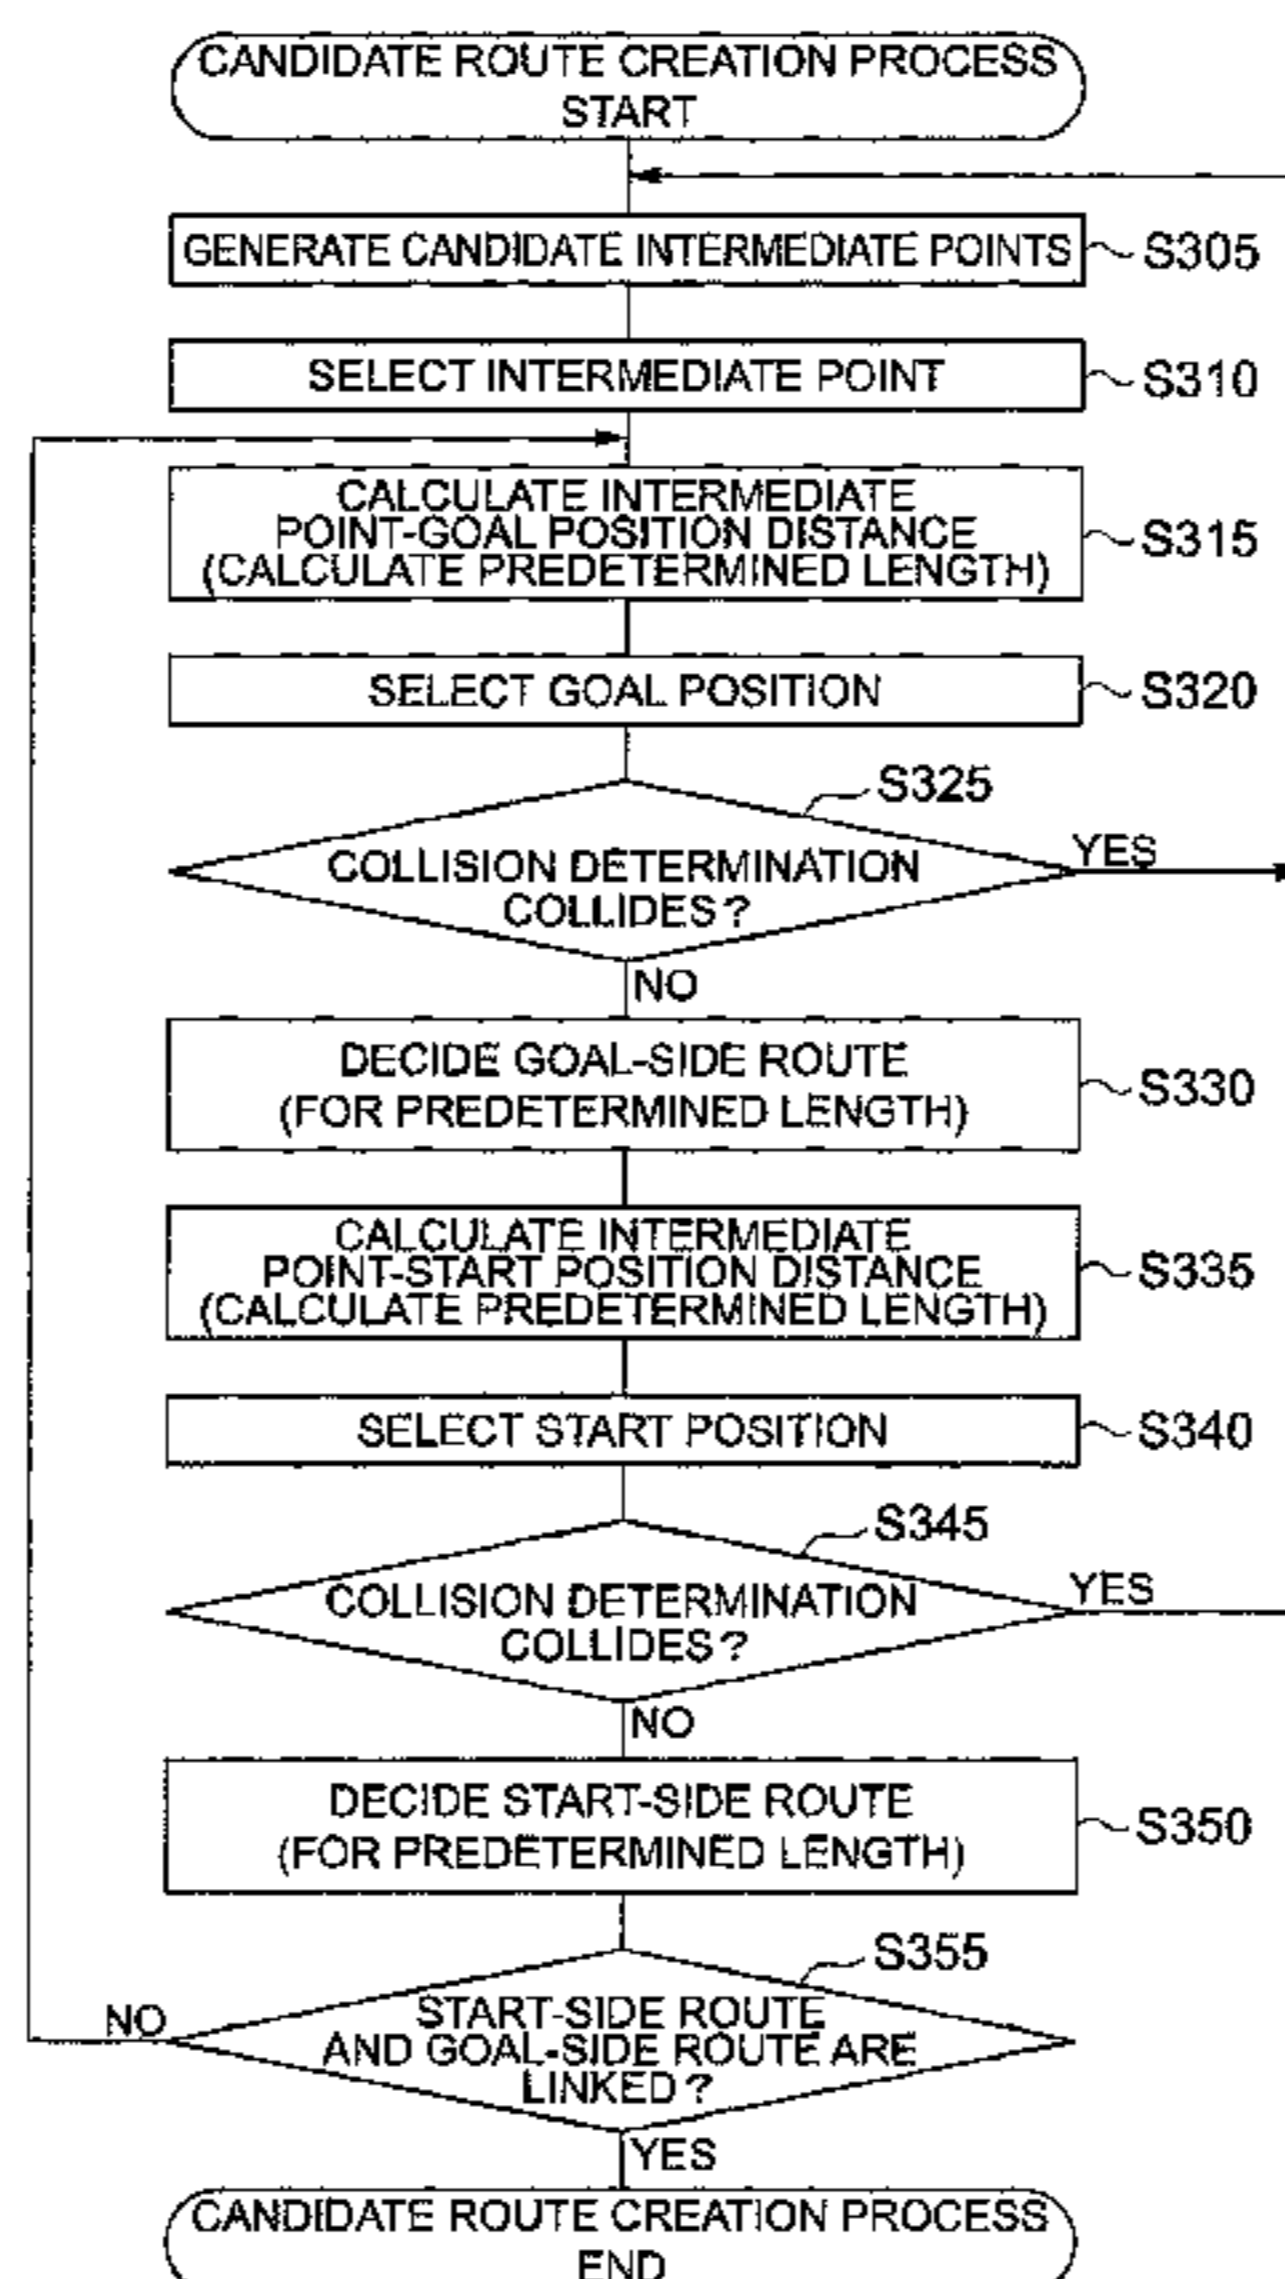 CANDIDATE ROUTE CREATION PROCESS
START
GENERATE CANDIDATE INTERMEDIATE POINTS
S305
SELECT INTERMEDIATE POINT
S310
CALCULATE INTERMEDIATE
POINT-GOAL POSITION DISTANCE
(CALCULATE PREDETERMINED LENGTH)
S315
SELECT GOAL POSITION
S320
S325
COLLISION DETERMINATION
COLLIDES?
YES
NO
DECIDE GOAL-SIDE ROUTE
(FOR PREDETERMINED LENGTH)
S330
CALCULATE INTERMEDIATE
POINT-START POSITION DISTANCE
(CALCULATE PREDETERMINED LENGTH)
S335
SELECT START POSITION
S340
S345
COLLISION DETERMINATION
COLLIDES?
YES
NO
DECIDE START-SIDE ROUTE
(FOR PREDETERMINED LENGTH)
S350
S355
START-SIDE ROUTE
AND GOAL-SIDE ROUTE ARE
LINKED?
NO
YES
CANDIDATE ROUTE CREATION PROCESS
END